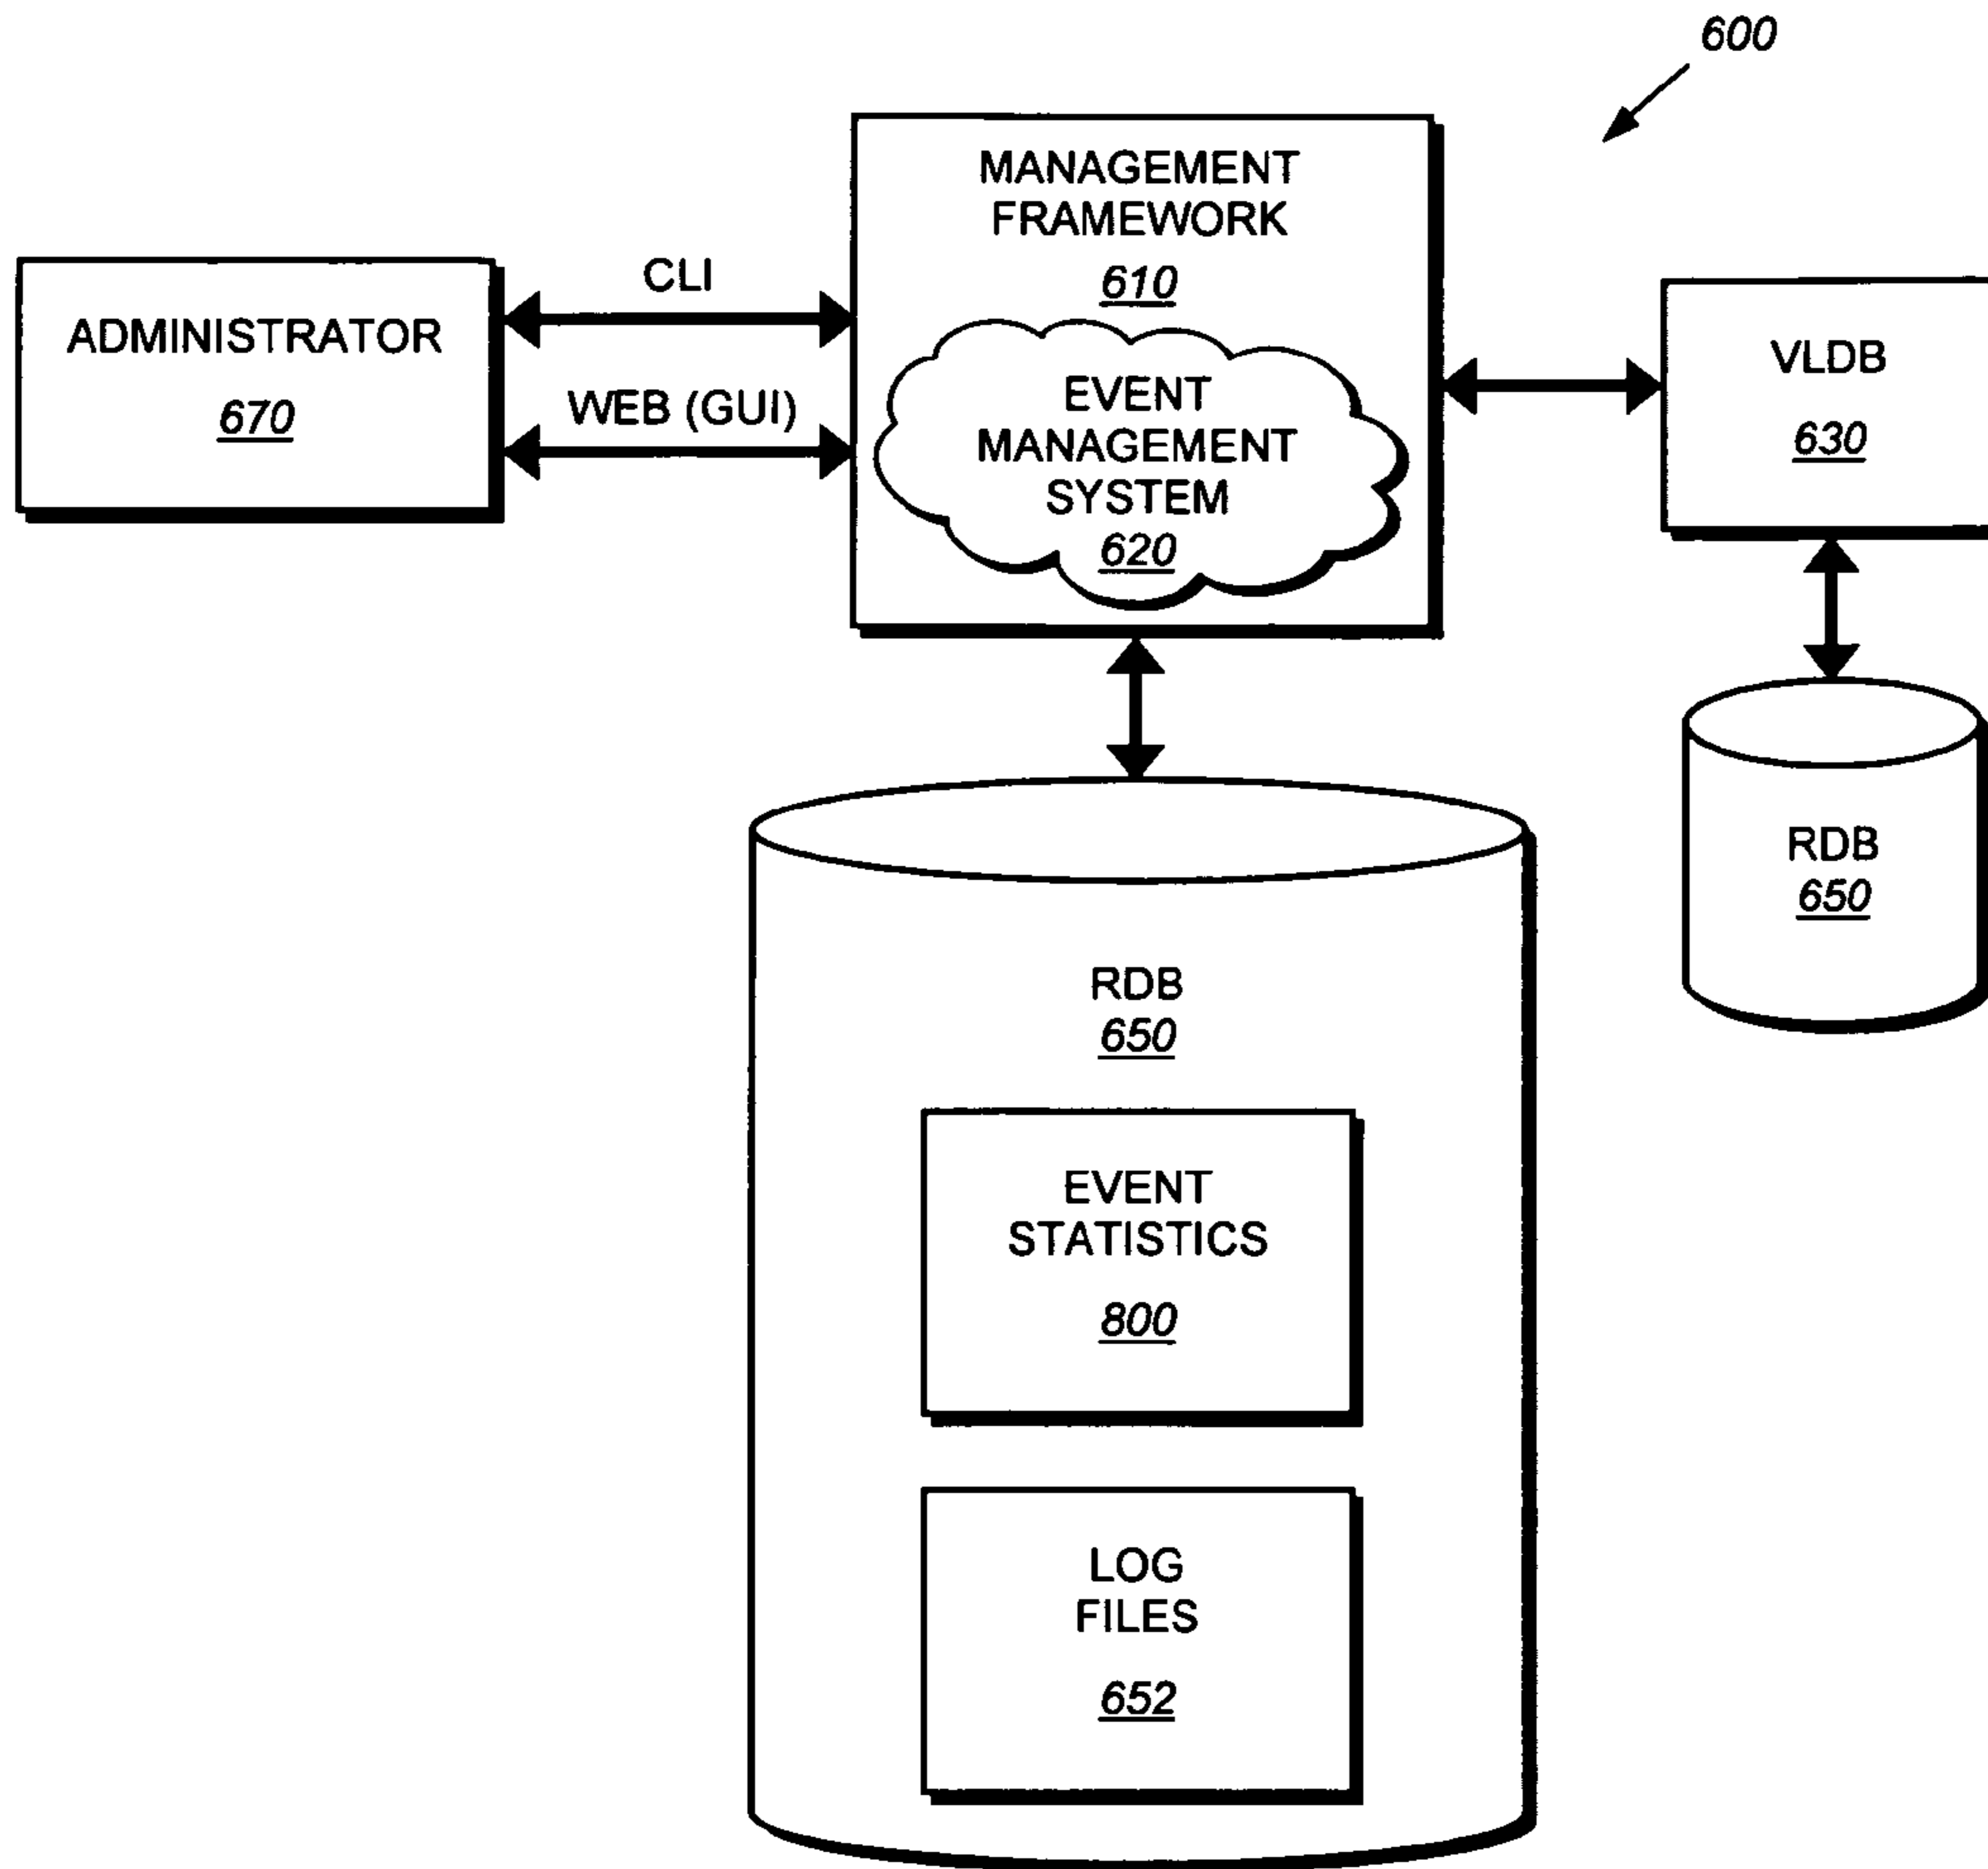 600
MANAGEMENT
FRAMEWORK
610
EVENT
MANAGEMENT
SYSTEM
620
ADMINISTRATOR
670
CLI
WEB (GUI)
VLDB
630
RDB
650
RDB
650
EVENT
STATISTICS
800
LOG
FILES
652